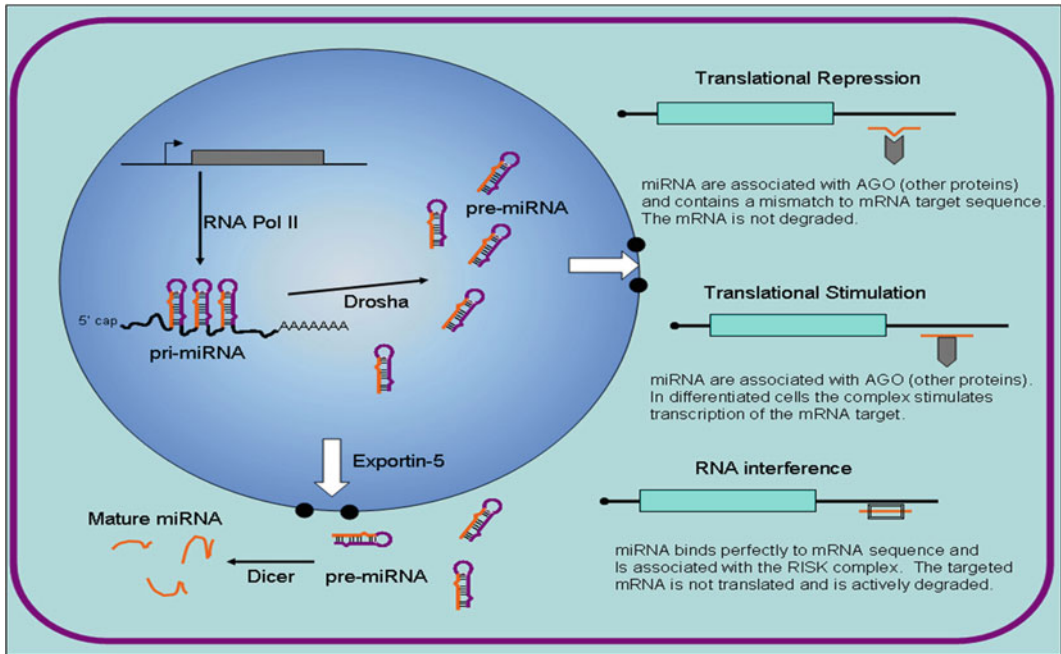 RNA Pol II
5' cap
AAAAAAA
pri-miRNA
Drosha
pre-miRNA
Exportin-5
Mature miRNA
Dicer
pre-miRNA
Translational Repression
miRNA are associated with AGO (other proteins)
and contains a mismatch to mRNA target sequence.
The mRNA is not degraded.
Translational Stimulation
miRNA are associated with AGO (other proteins).
In differentiated cells the complex stimulates
transcription of the mRNA target.
RNA interference
miRNA binds perfectly to mRNA sequence and
Is associated with the RISK complex. The targeted
mRNA is not translated and is actively degraded.